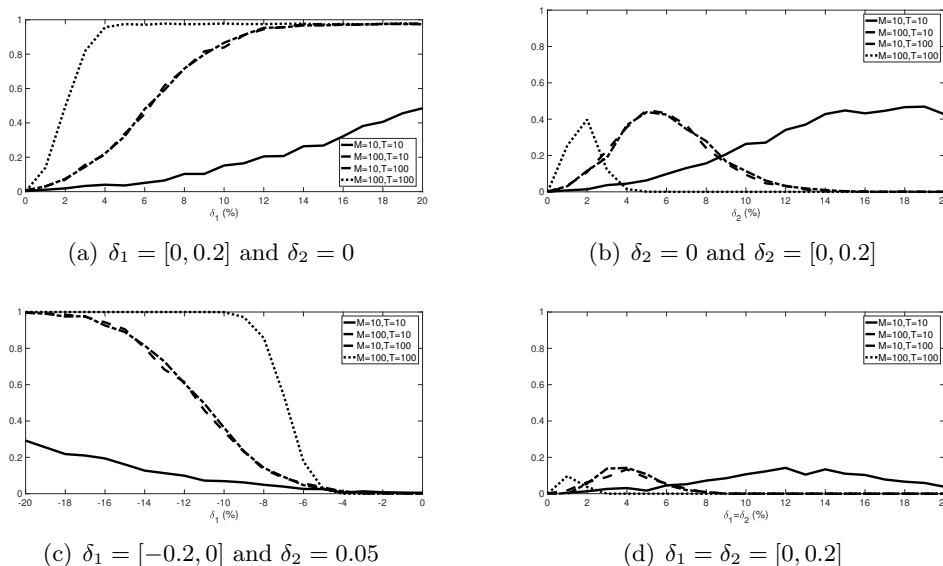 1
0.8
0.6
0.4
0.2
0
0 2 4 6 8 10 12 14 16 18 20
δ₁ (%)
M=10,T=10
M=100,T=10
M=10,T=100
M=100,T=100
(a) δ₁ = [0, 0.2] and δ₂ = 0
1
0.8
0.6
0.4
0.2
0
0 2 4 6 8 10 12 14 16 18
δ₂ (%)
M=10,T=10
M=100,T=10
M=10,T=100
M=100,T=100
(b) δ₂ = 0 and δ₂ = [0, 0.2]
1
0.8
0.6
0.4
0.2
0
-20 -18 -16 -14 -12 -10 -8 -6 -4 -2 0
δ₁ (%)
M=10,T=10
M=100,T=10
M=10,T=100
M=100,T=100
(c) δ₁ = [−0.2, 0] and δ₂ = 0.05
1
0.8
0.6
0.4
0.2
0
0 2 4 6 8 10 12 14 16 18
δ₁=δ₂ (%)
M=10,T=10
M=100,T=10
M=10,T=100
M=100,T=100
(d) δ₁ = δ₂ = [0, 0.2]